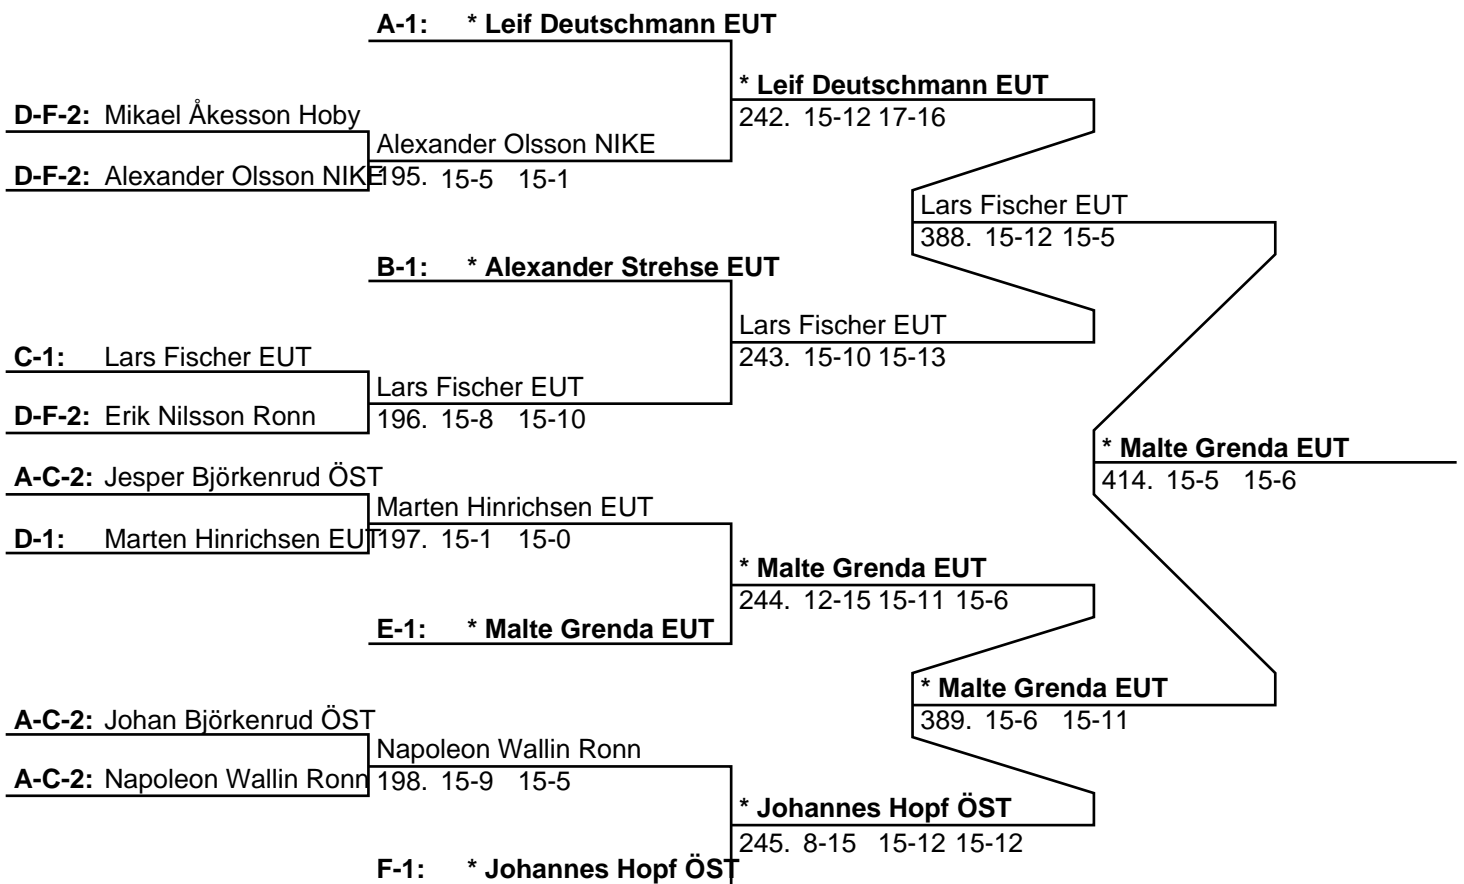 A-1: * Leif Deutschmann EUT
* Leif Deutschmann EUT
D-F-2: Mikael Åkesson Hoby
242. 15-12 17-16
Alexander Olsson NIKE
D-F-2: Alexander Olsson NIKE
195. 15-5 15-1
Lars Fischer EUT
388. 15-12 15-5
B-1: * Alexander Strehse EUT
Lars Fischer EUT
C-1: Lars Fischer EUT
243. 15-10 15-13
Lars Fischer EUT
D-F-2: Erik Nilsson Ronn
196. 15-8 15-10
* Malte Grenda EUT
A-C-2: Jesper Björkenrud ÖST
414. 15-5 15-6
Marten Hinrichsen EUT
D-1: Marten Hinrichsen EUT
197. 15-1 15-0
* Malte Grenda EUT
244. 12-15 15-11 15-6
E-1: * Malte Grenda EUT
* Malte Grenda EUT
A-C-2: Johan Björkenrud ÖST
389. 15-6 15-11
Napoleon Wallin Ronn
A-C-2: Napoleon Wallin Ronn
198. 15-9 15-5
* Johannes Hopf ÖST
245. 8-15 15-12 15-12
F-1: * Johannes Hopf ÖST